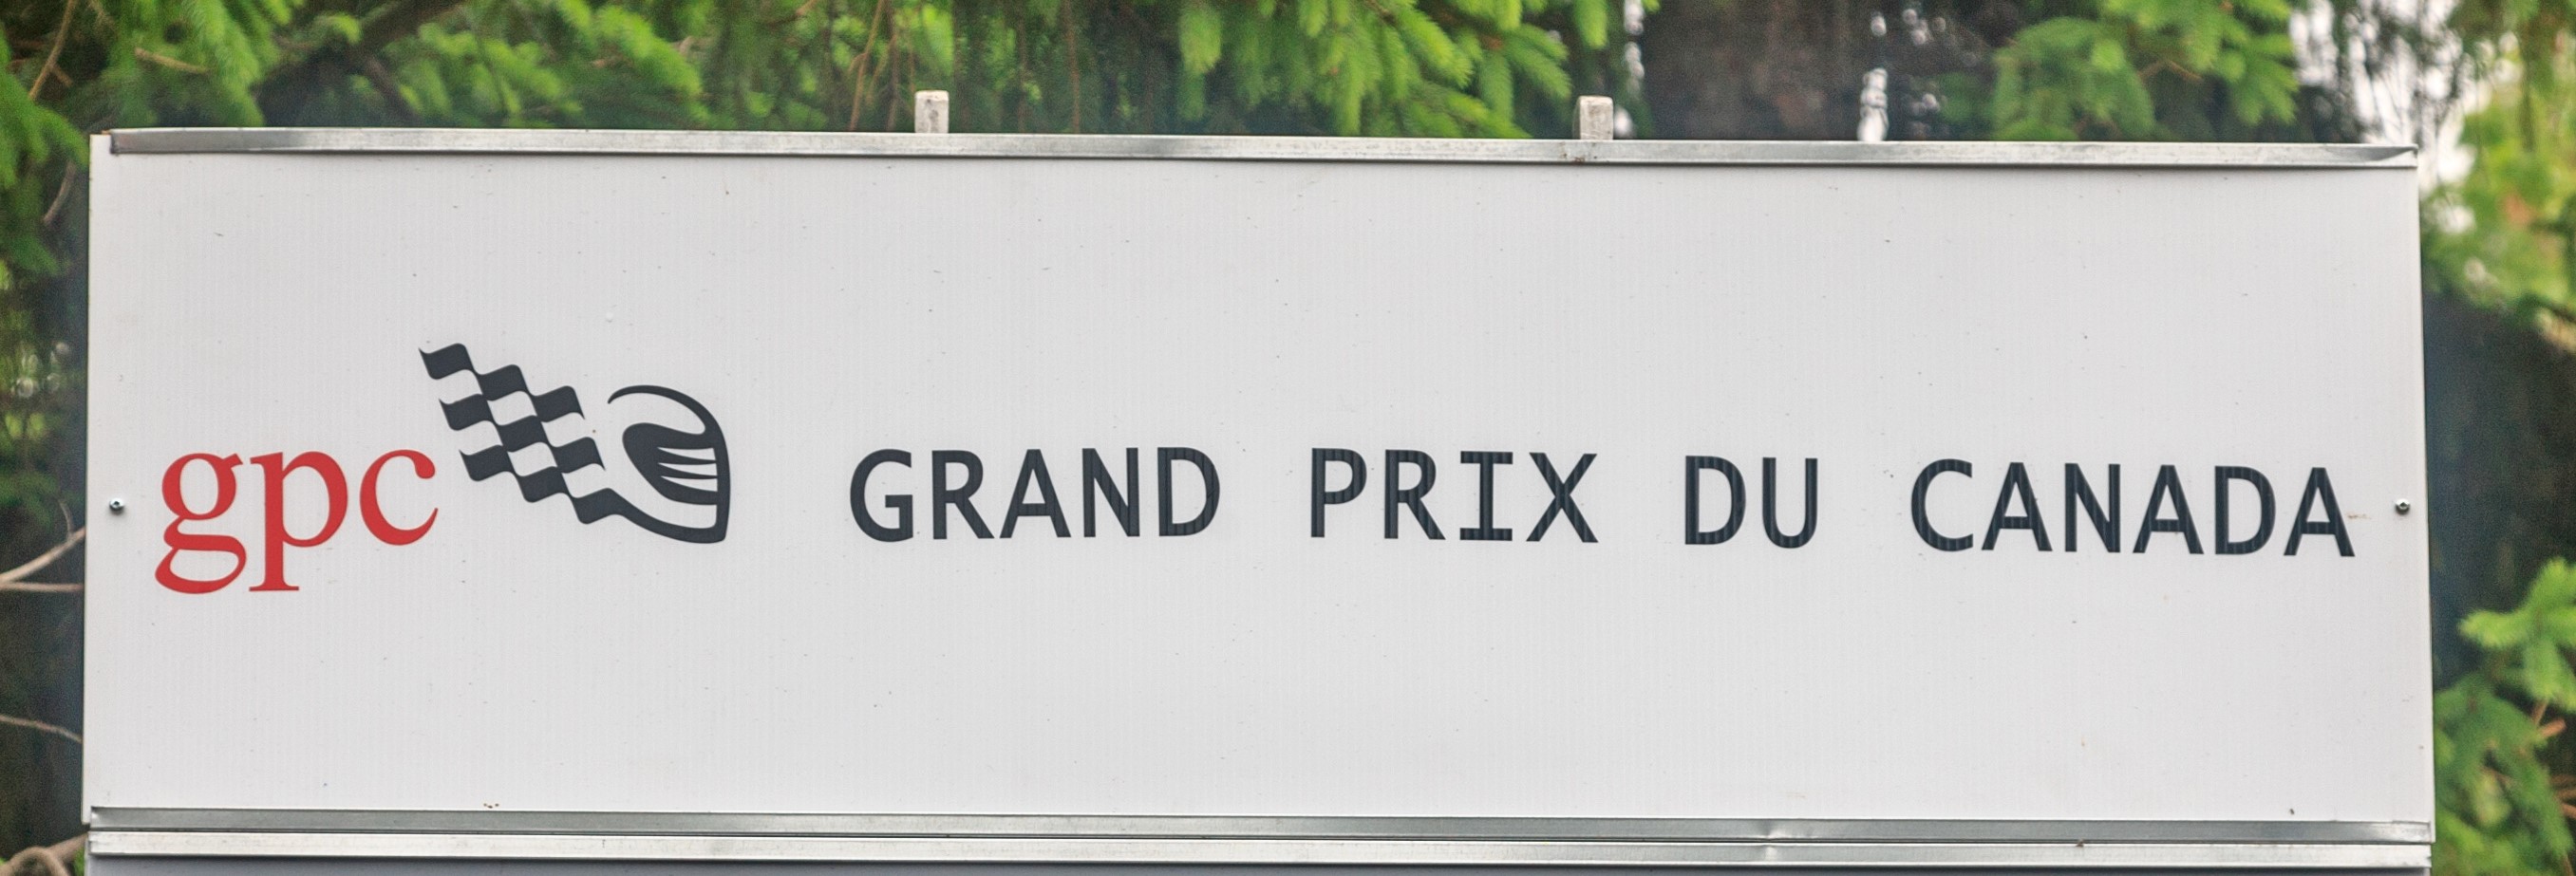 gpc GRAND PRIX DU CANADA